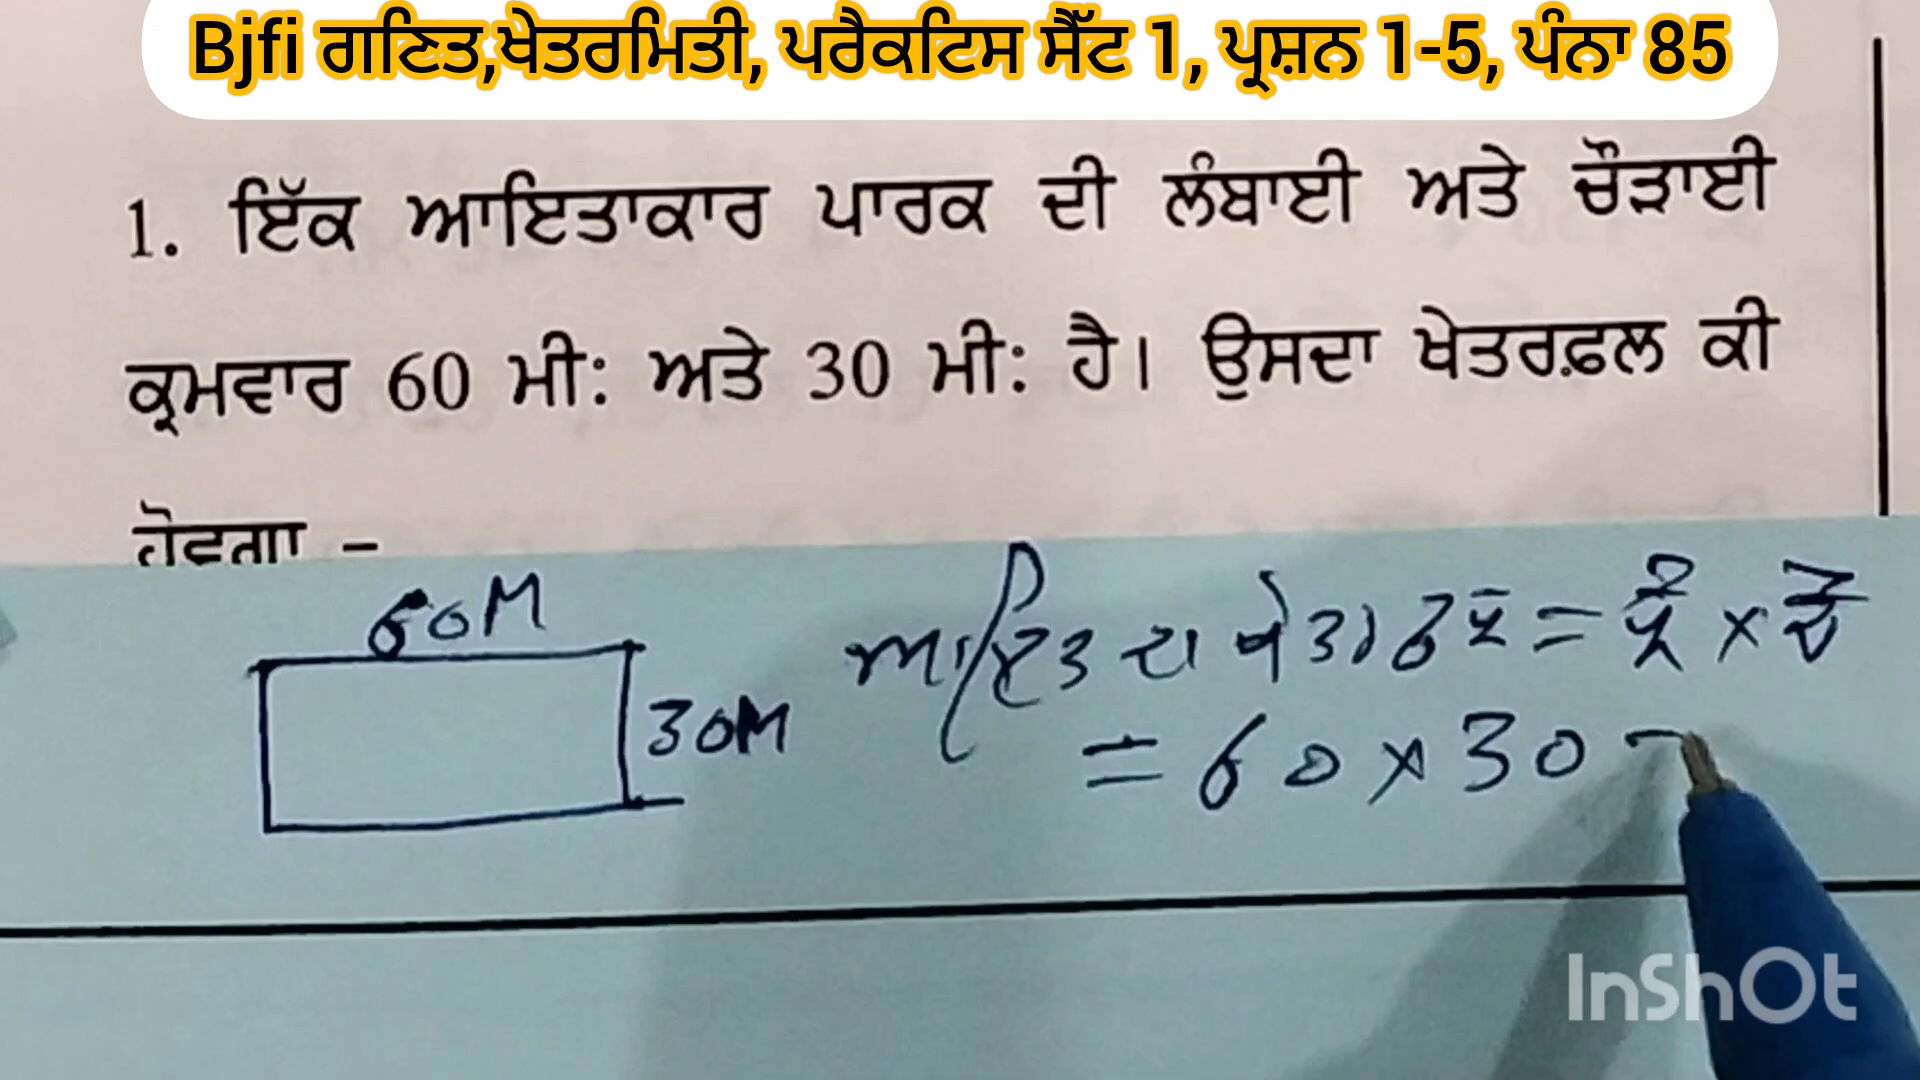 Bjfi ਗਣਿਤ,ਖੇਤਰਮਿਤੀ, ਪਰੈਕਟਿਸ ਸੈੱਟ 1, ਪ੍ਰਸ਼ਨ 1-5, ਪੰਨਾ 85
1. ਇੱਕ ਆਇਤਾਕਾਰ ਪਾਰਕ ਦੀ ਲੰਬਾਈ ਅਤੇ ਚੌੜਾਈ
ਕ੍ਰਮਵਾਰ 60 ਮੀ: ਅਤੇ 30 ਮੀ: ਹੈ। ਉਸਦਾ ਖੇਤਰਫ਼ਲ ਕੀ
ਹੋਵੇਗਾ –
60M
30M
ਆਇਤ ਦਾ ਖੇਤਰਫਲ = ਲੰ × ਚੌ
= 60 × 30
InShOt